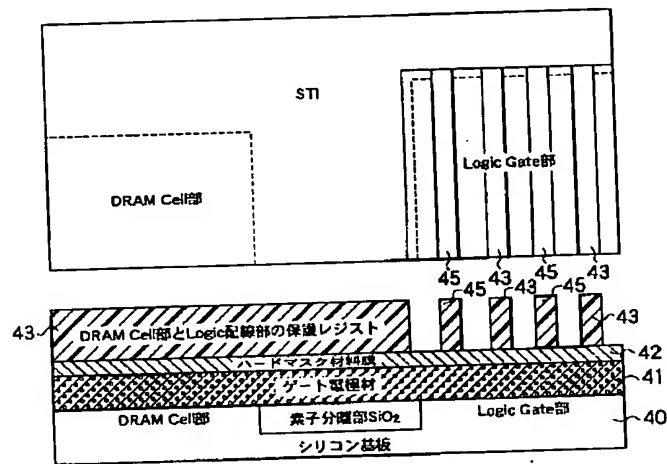 STI
DRAM Cell部
Logic Gate部
45
43
45
43
43
45
43
45
43
DRAM Cell部とLogic配線部の保護レジスト
ハードマスク材料膜
42
ゲート電極材
41
DRAM Cell部
素子分離部SiO2
Logic Gate部
40
シリコン基板